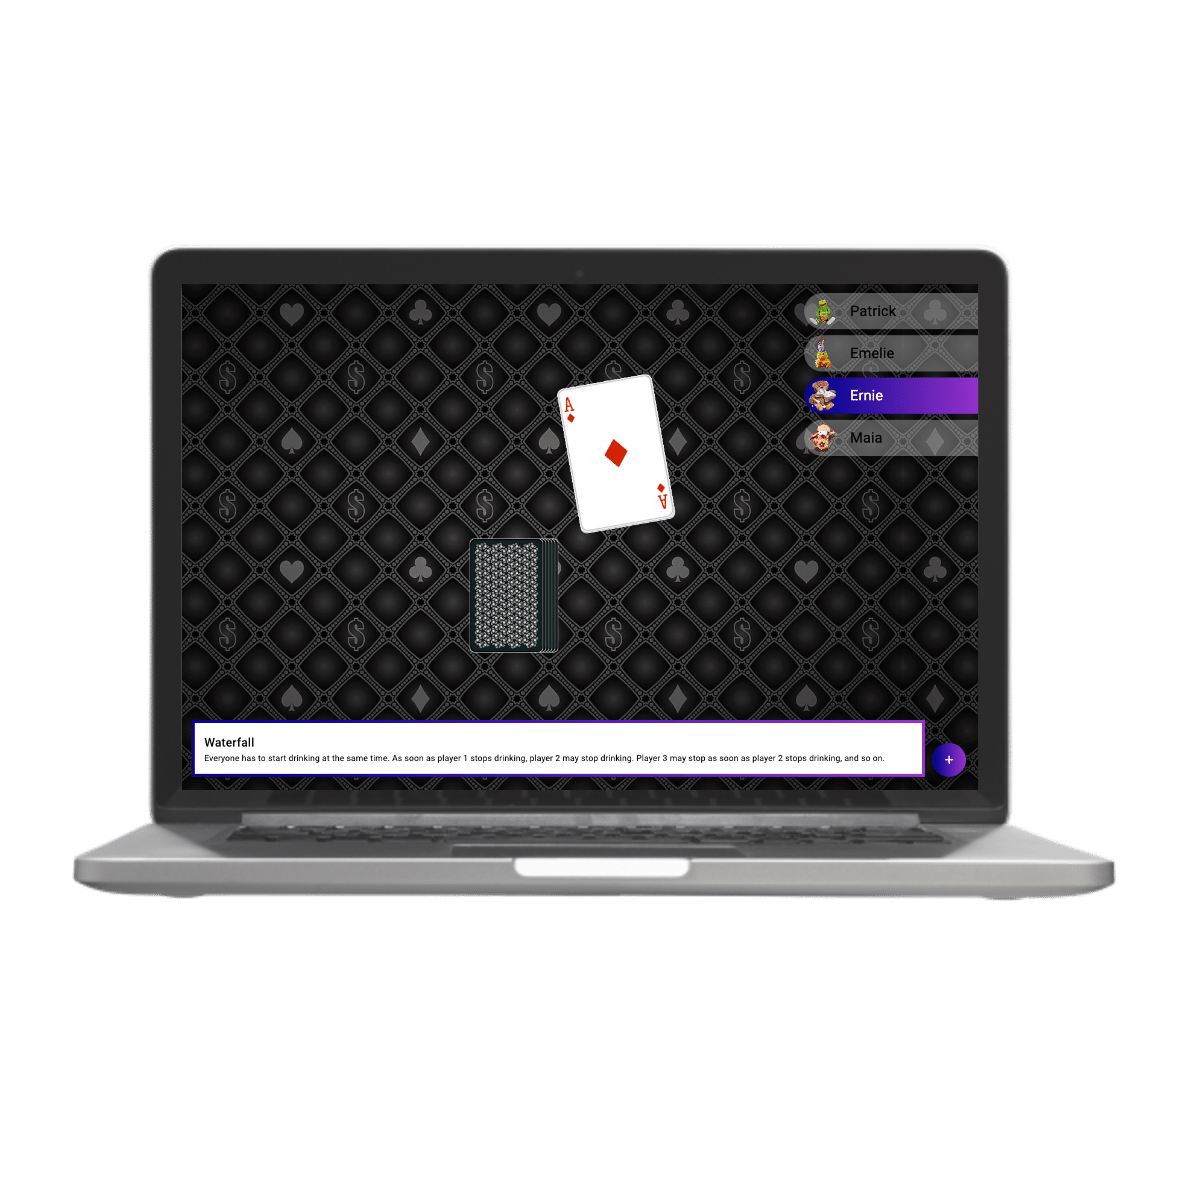 Patrick
Emelie
A
Ernie
Maia
A
Waterfall
Everyone has to start drinking at the same time. As soon as player 1 stops drinking, player 2 may stop drinking. Player 3 may stop as soon as player 2 stops drinking, and so on.
+